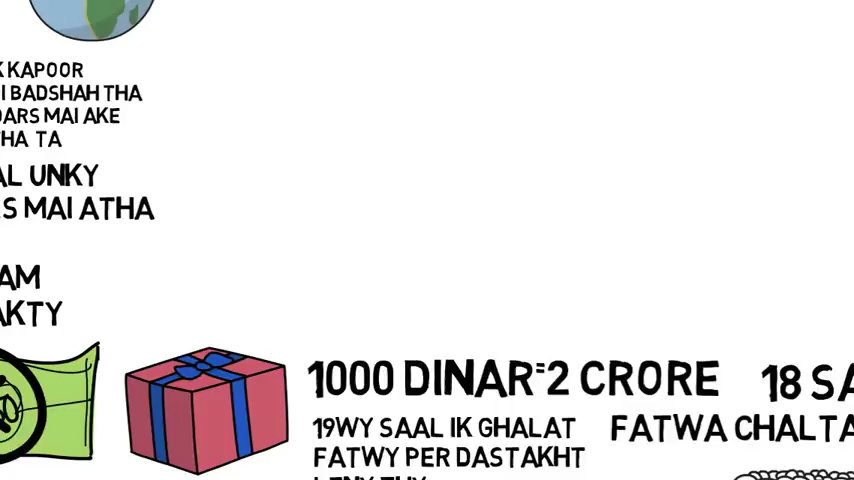 KAPOOR
I BADSHAH THA
DARS MAI AKE
HA TA
AL UNKY
S MAI ATHA
AM
AKTY
1000 DINAR=2 CRORE
18 SA
19WY SAAL IK GHALAT
FATWY PER DASTAKHT
FATWA CHALTA